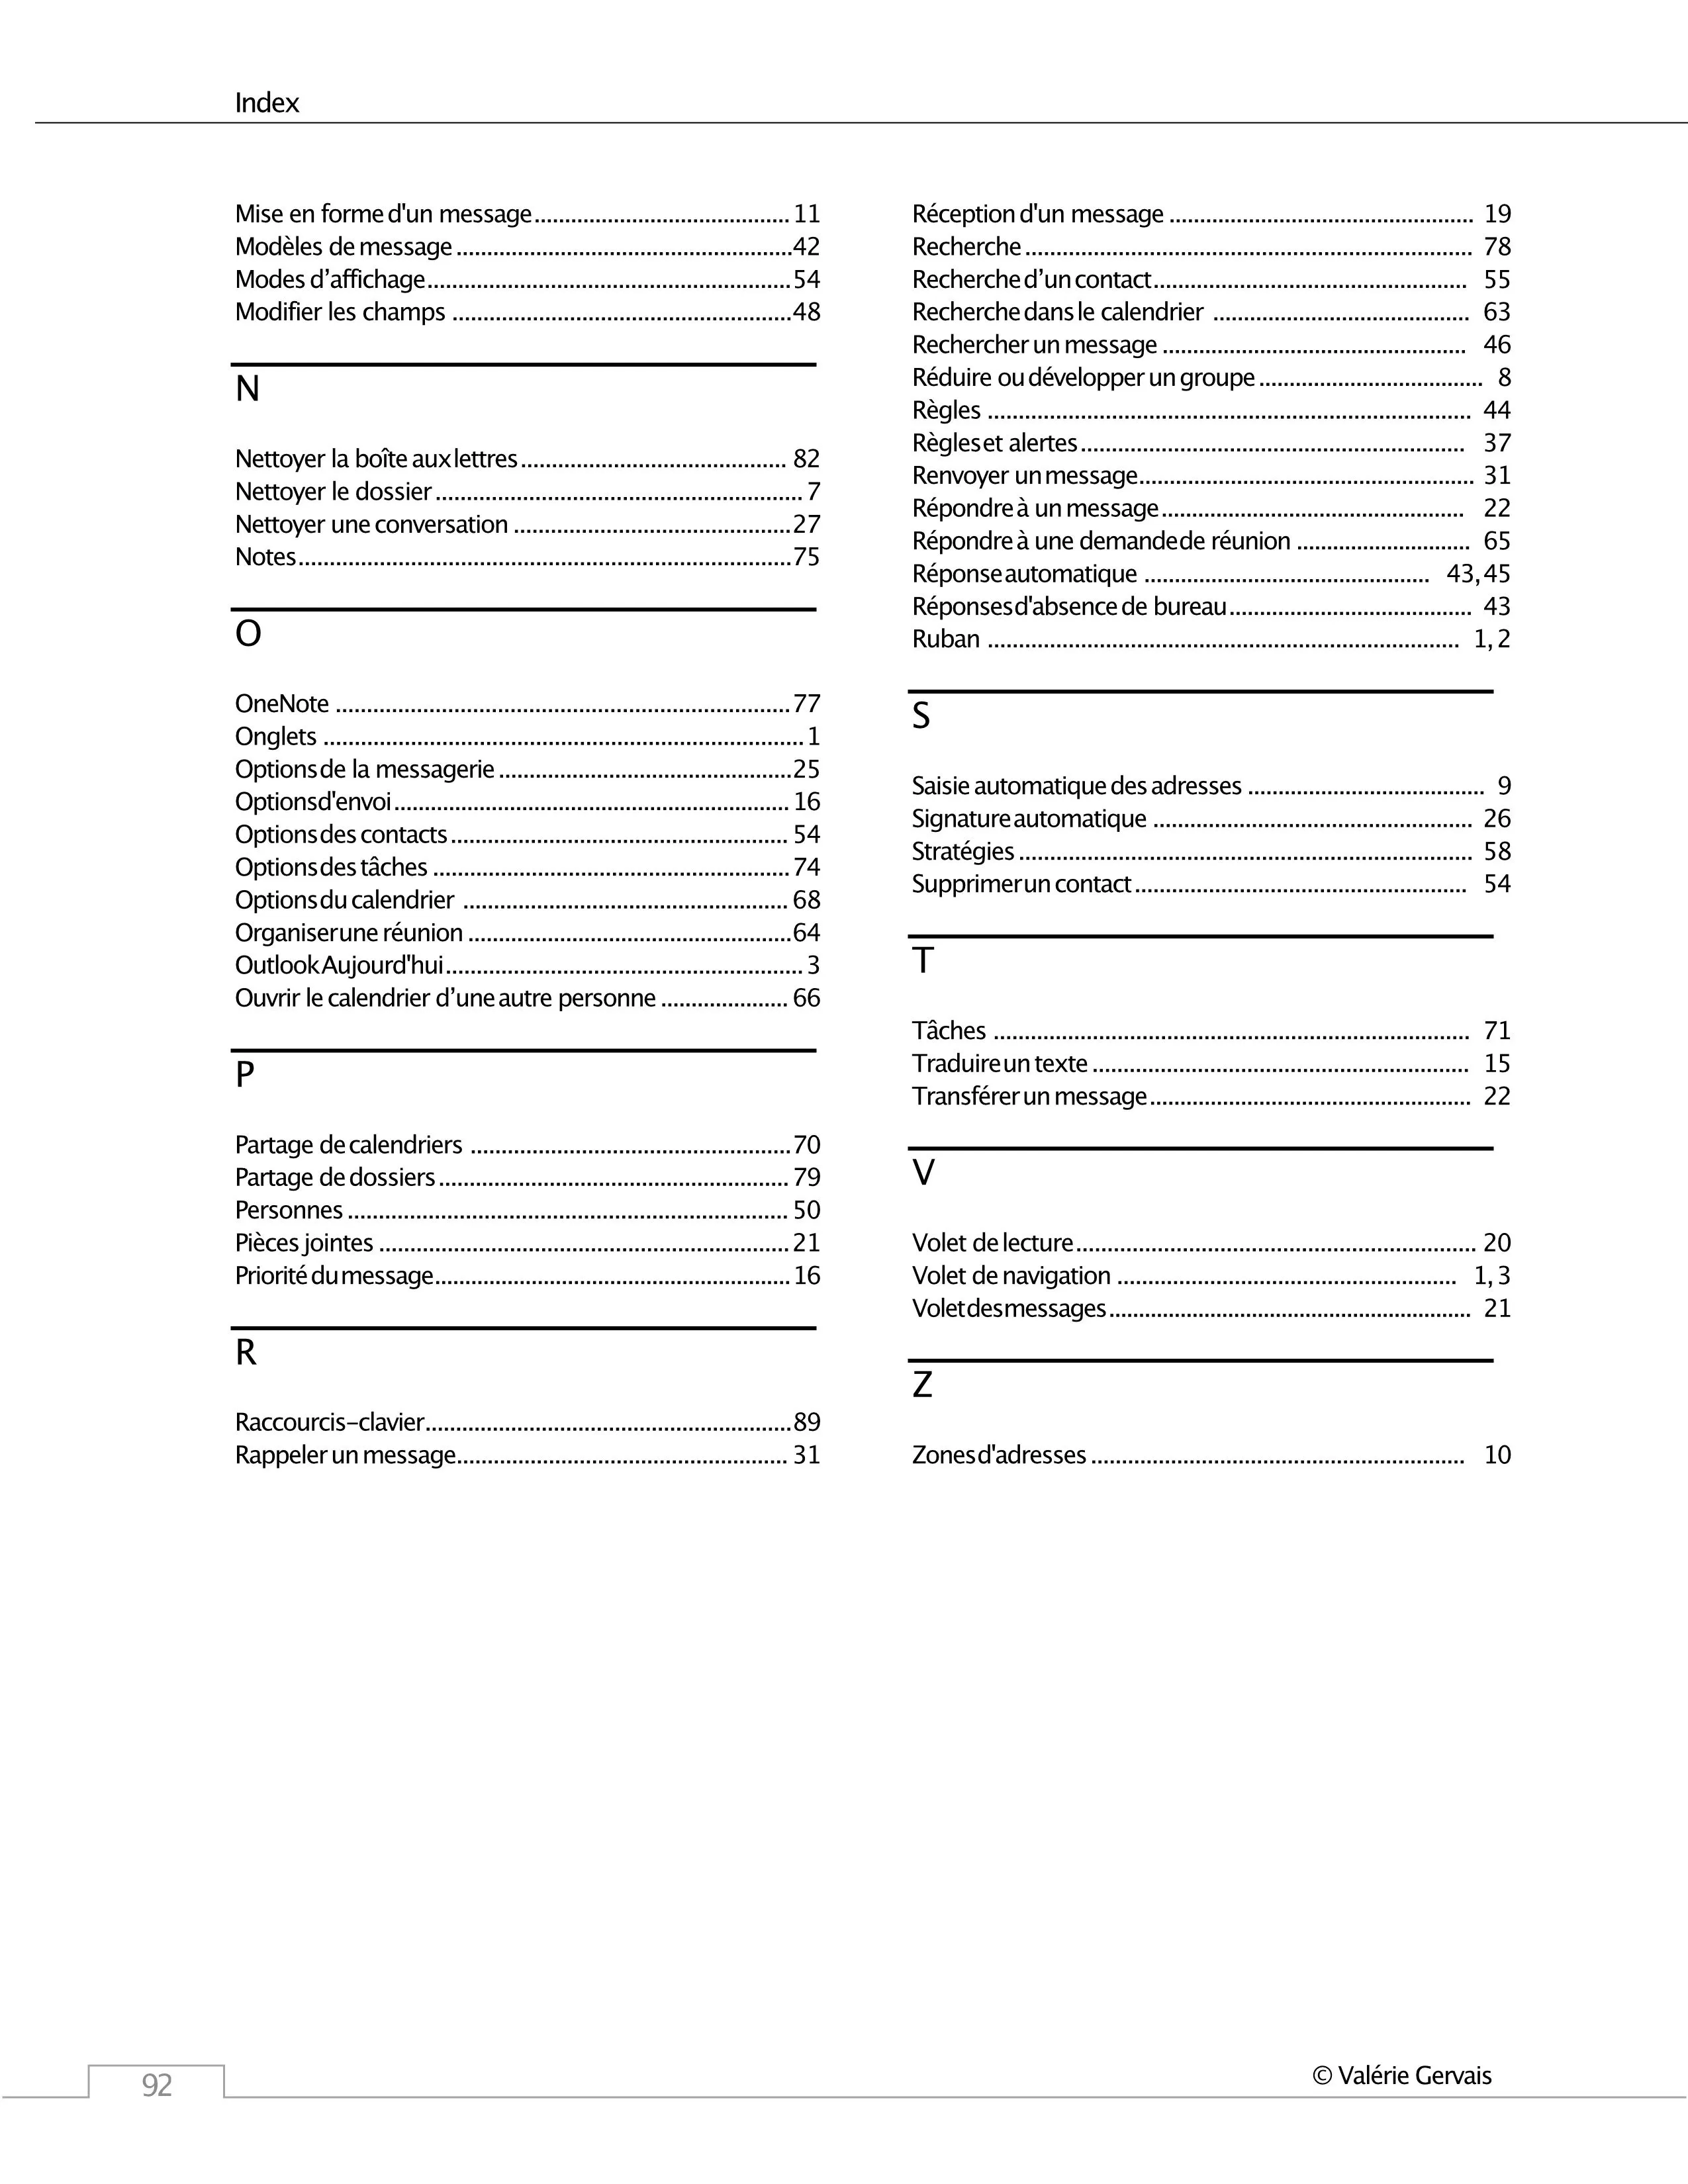 Index
Mise en forme d'un message.........................................11
Modèles de message......................................................42
Modes d’affichage...........................................................54
Modifier les champs.......................................................48
N
Nettoyer la boîte aux lettres........................................... 82
Nettoyer le dossier........................................................... 7
Nettoyer une conversation.............................................27
Notes................................................................................75
O
OneNote..........................................................................77
Onglets..............................................................................1
Options de la messagerie...............................................25
Options d'envoi................................................................16
Options des contacts...................................................... 54
Options des tâches..........................................................74
Options du calendrier..................................................... 68
Organiser une réunion....................................................64
Outlook Aujourd'hui.......................................................... 3
Ouvrir le calendrier d’une autre personne..................... 66
P
Partage de calendriers....................................................70
Partage de dossiers......................................................... 79
Personnes....................................................................... 50
Pièces jointes..................................................................21
Priorité du message.........................................................16
R
Raccourcis-clavier...........................................................89
Rappeler un message..................................................... 31
Réception d'un message................................................. 19
Recherche........................................................................ 78
Recherche d’un contact................................................... 55
Recherche dans le calendrier.......................................... 63
Rechercher un message................................................. 46
Réduire ou développer un groupe.................................... 8
Règles.............................................................................. 44
Règles et alertes.............................................................. 37
Renvoyer un message...................................................... 31
Répondre à un message................................................. 22
Répondre à une demande de réunion............................ 65
Réponse automatique.............................................. 43, 45
Réponses d'absence de bureau....................................... 43
Ruban............................................................................ 1, 2
S
Saisie automatique des adresses...................................... 9
Signature automatique.................................................... 26
Stratégies......................................................................... 58
Supprimer un contact...................................................... 54
T
Tâches.............................................................................. 71
Traduire un texte............................................................. 15
Transférer un message.................................................... 22
V
Volet de lecture................................................................ 20
Volet de navigation....................................................... 1, 3
Volet des messages.......................................................... 21
Z
Zones d'adresses............................................................. 10
© Valérie Gervais
92